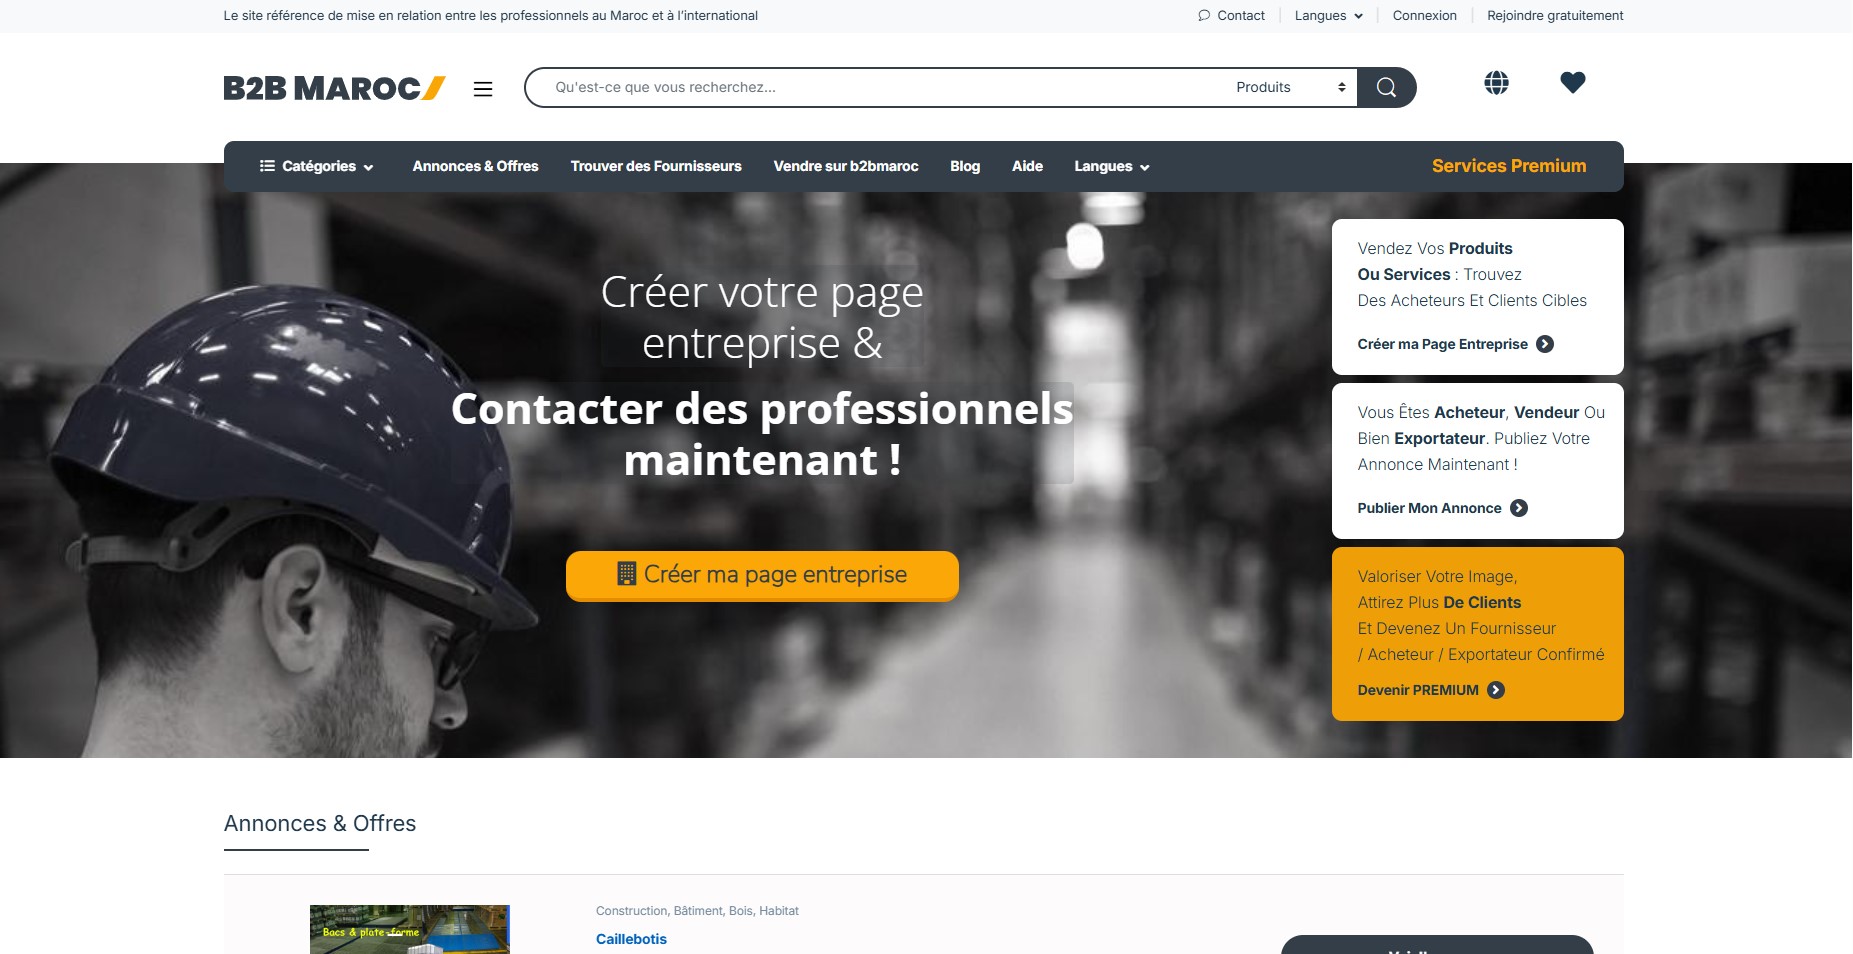 Le site référence de mise en relation entre les professionnels au Maroc et à l'international
Contact
Langues
Connexion
Rejoindre gratuitement
B2B MAROC
Qu'est-ce que vous recherchez...
Produits
Catégories
Annonces & Offres
Trouver des Fournisseurs
Vendre sur b2bmaroc
Blog
Aide
Langues
Services Premium
Créer votre page
entreprise &
Contacter des professionnels
maintenant !
Créer ma page entreprise
Vendez Vos Produits
Ou Services : Trouvez
Des Acheteurs Et Clients Cibles
Créer ma Page Entreprise
Vous Êtes Acheteur, Vendeur Ou
Bien Exportateur. Publiez Votre
Annonce Maintenant !
Publier Mon Annonce
Valoriser Votre Image,
Attirez Plus De Clients
Et Devenez Un Fournisseur
/ Acheteur / Exportateur Confirmé
Devenir PREMIUM
Annonces & Offres
Bacs & plate-forme
Construction, Bâtiment, Bois, Habitat
Caillebotis